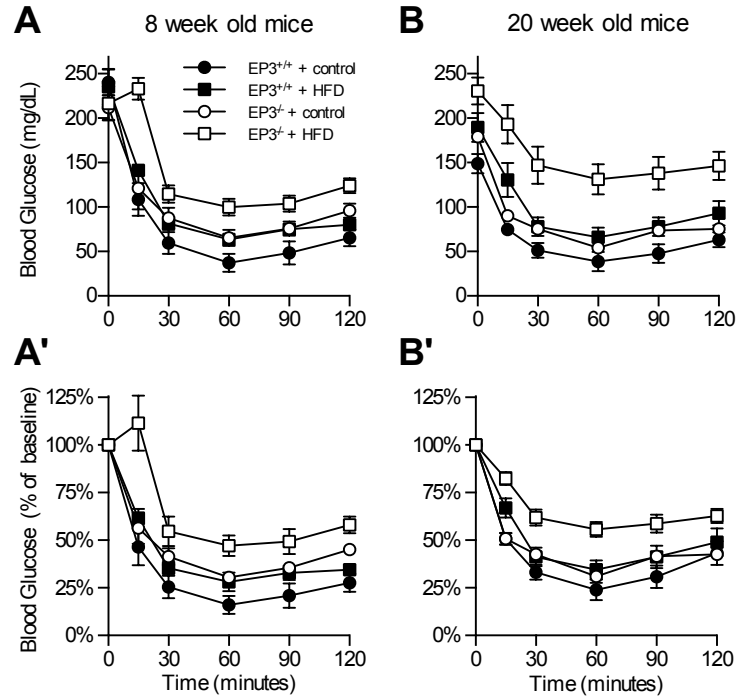 A
8 week old mice
B
20 week old mice
Blood Glucose (mg/dL)
250
200
150
100
50
0
EP3+/+ + control
EP3+/+ + HFD
EP3-/- + control
EP3-/- + HFD
0 30 60 90 120
250
200
150
100
50
0
0 30 60 90 120
A'
B'
Blood Glucose (% of baseline)
125%
100%
75%
50%
25%
0%
0 30 60 90 120
Time (minutes)
125%
100%
75%
50%
25%
0%
0 30 60 90 120
Time (minutes)